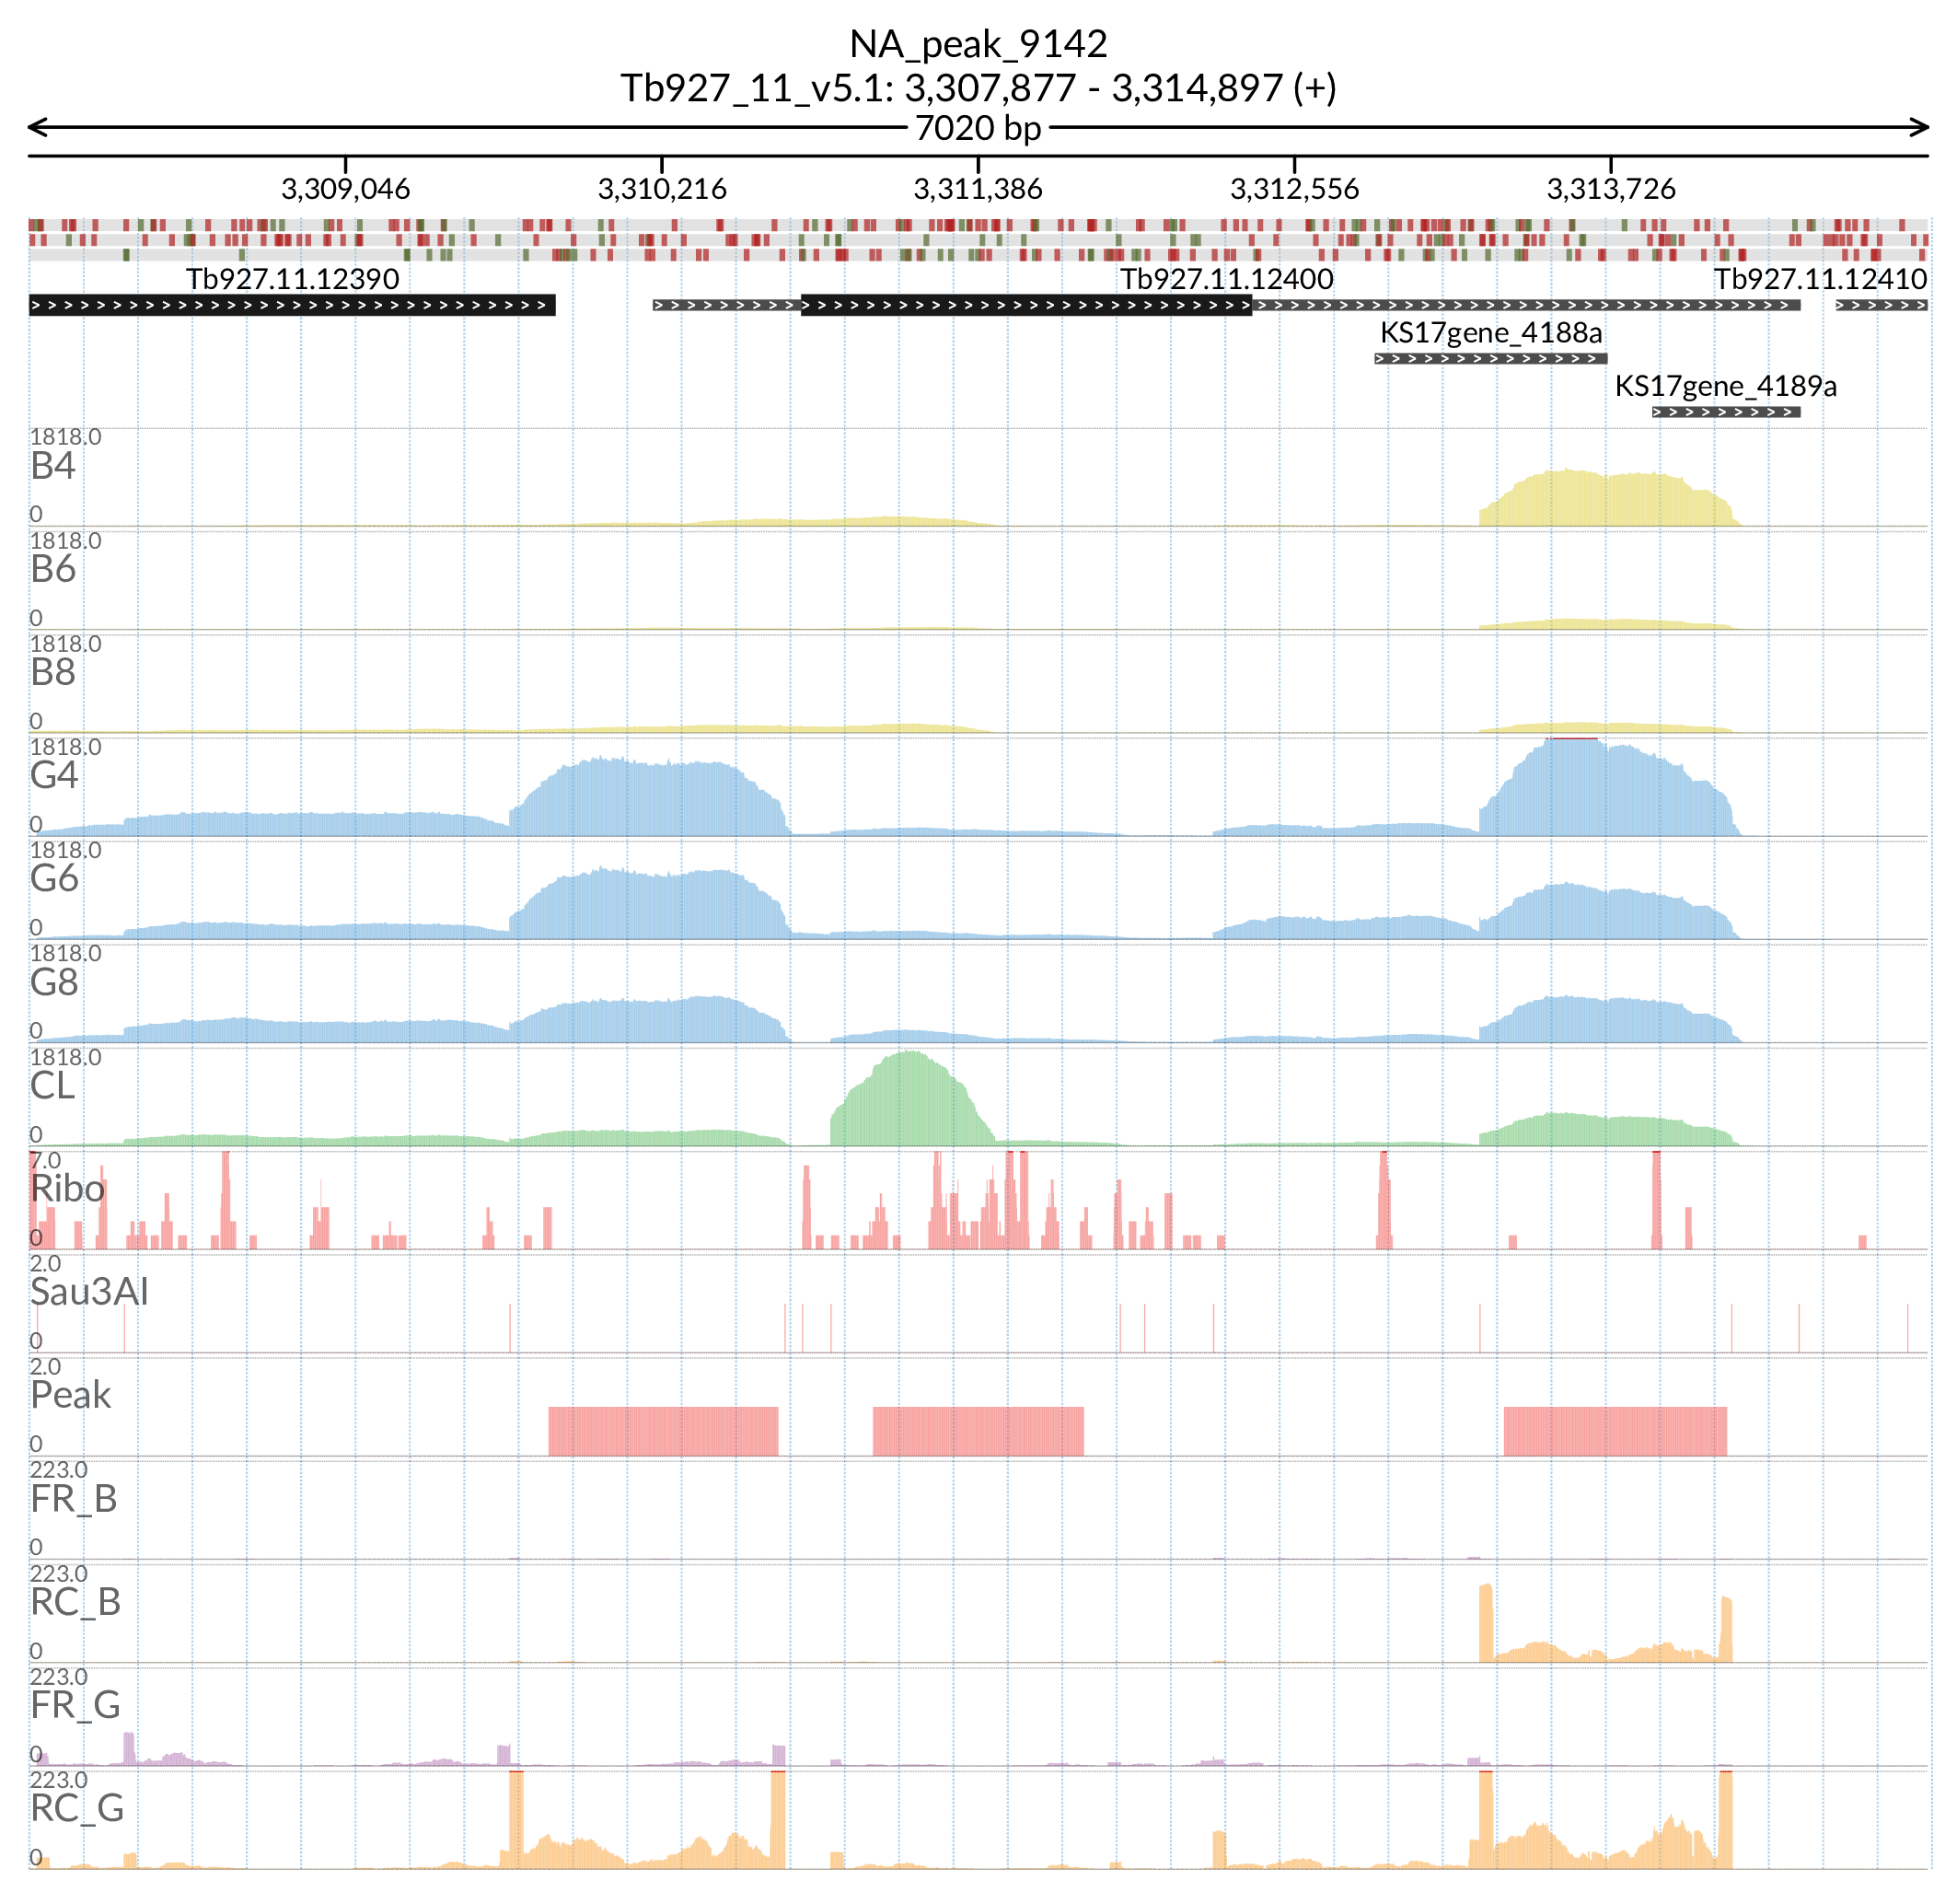 NA_peak_9142
Tb927_11_v5.1: 3,307,877 - 3,314,897 (+)
7020 bp
3,309,046 3,310,216 3,311,386 3,312,556 3,313,726
Tb927.11.12390 Tb927.11.12400 Tb927.11.12410
KS17gene_4188a
KS17gene_4189a
1818.0
B4
0
1818.0
B6
0
1818.0
B8
0
1818.0
G4
0
1818.0
G6
0
1818.0
G8
0
1818.0
CL
0
7.0
Ribo
0
2.0
Sau3AI
0
2.0
Peak
0
223.0
FR_B
0
223.0
RC_B
0
223.0
FR_G
0
223.0
RC_G
0